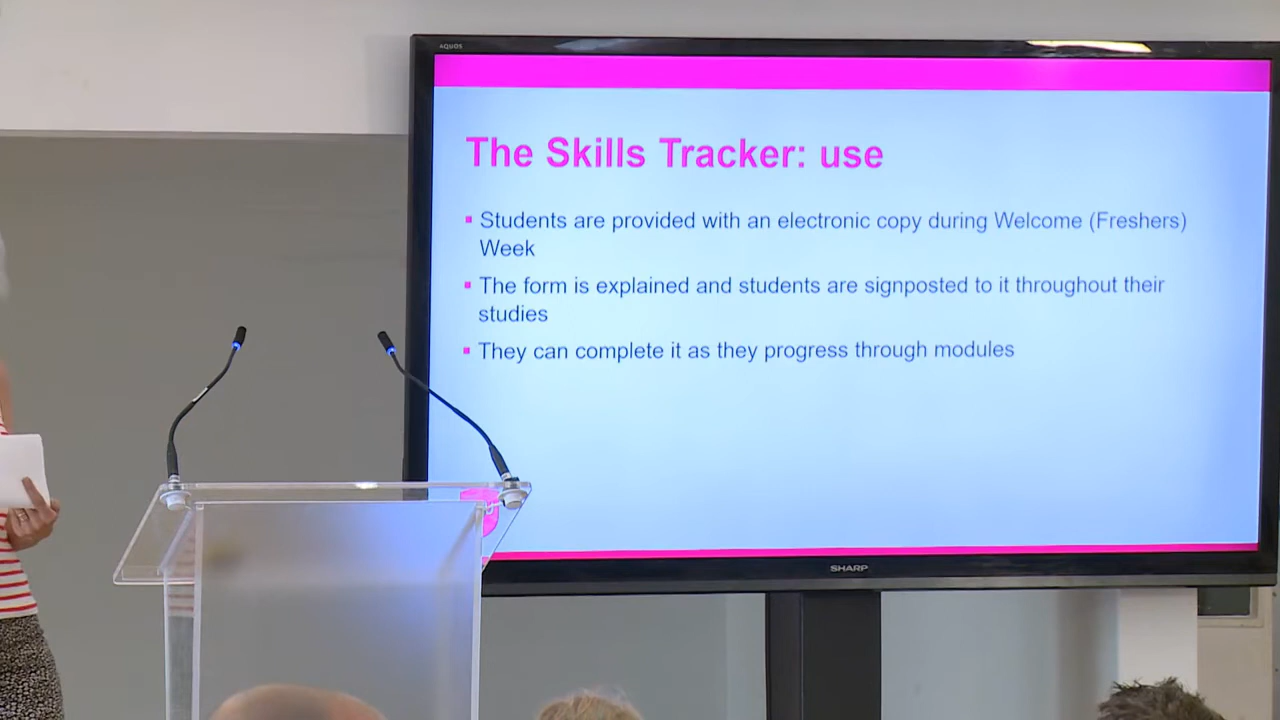 AQUOS
The Skills Tracker: use
▪ Students are provided with an electronic copy during Welcome (Freshers)
Week
▪ The form is explained and students are signposted to it throughout their
studies
▪ They can complete it as they progress through modules
SHARP